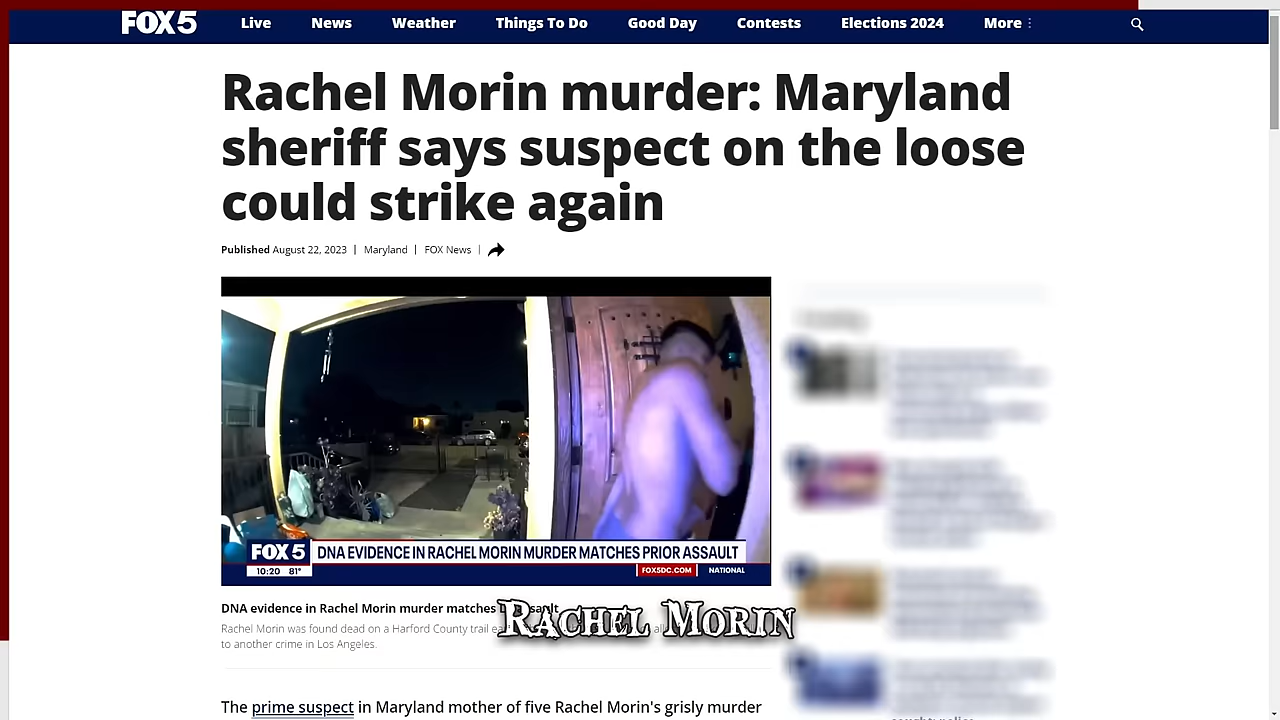 FOX 5 Live News Weather Things To Do Good Day Contests Elections 2024 More
Rachel Morin murder: Maryland
sheriff says suspect on the loose
could strike again
Published August 22, 2023 | Maryland | FOX News |
FOX 5 DNA EVIDENCE IN RACHEL MORIN MURDER MATCHES PRIOR ASSAULT
10:20 81° FOX5DC.COM NATIONAL
DNA evidence in Rachel Morin murder matches
Rachel Morin was found dead on a Harford County trail
to another crime in Los Angeles.
RACHEL MORIN
The prime suspect in Maryland mother of five Rachel Morin's grisly murder